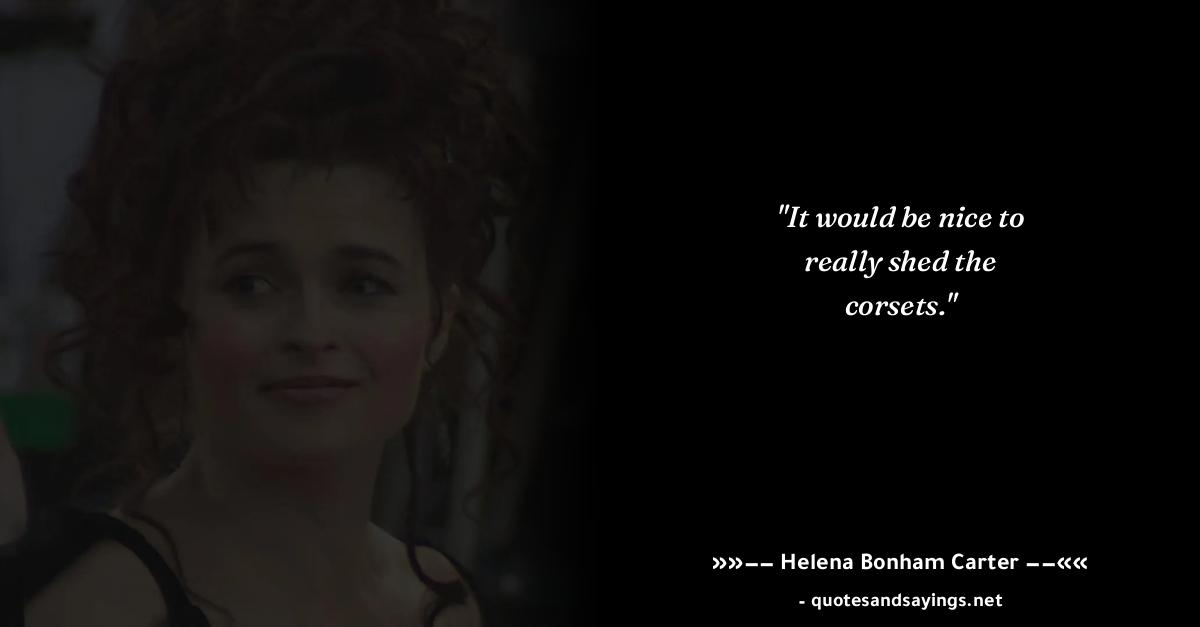 "It would be nice to
really shed the
corsets."
»»–– Helena Bonham Carter ––««
- quotesandsayings.net